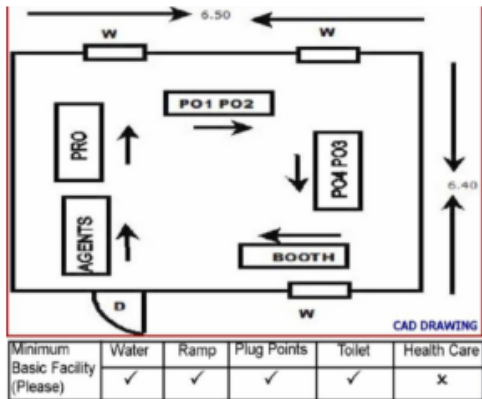 6.50
W W
PO1 PO2
PRO
PO4 PO3
6.40
AGENTS
BOOTH
D
W
CAD DRAWING
Minimum Basic Facility (Please) Water Ramp Plug Points Toilet Health Care
✓ ✓ ✓ ✓ x